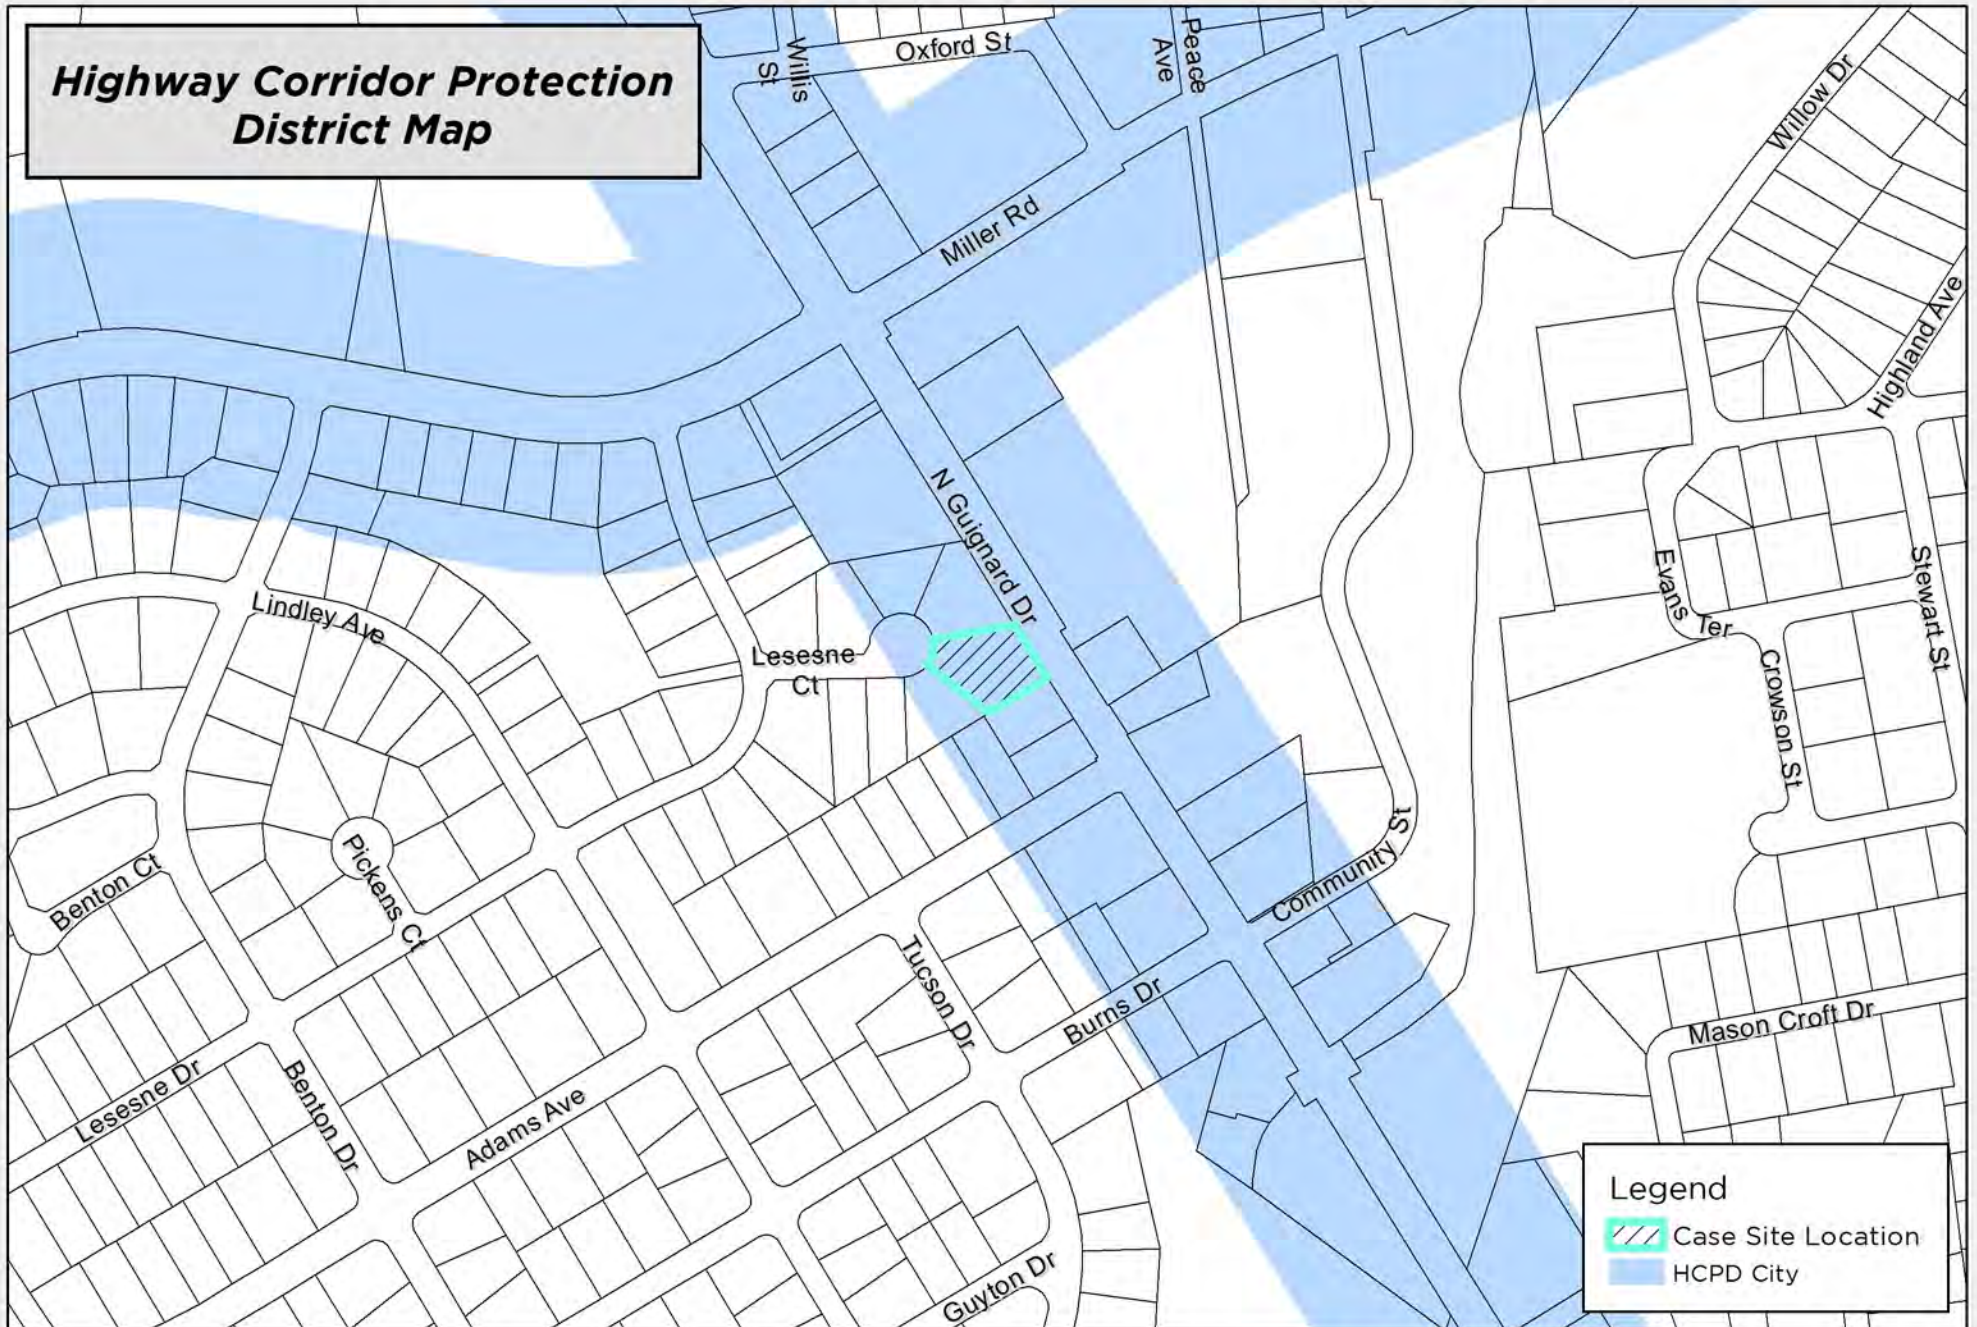 Highway Corridor Protection
District Map
Oxford St
Willis
St
Peace
Ave
Willow Dr
Miller Rd
Highland Ave
N Guignard Dr
Lindley Ave
Lesesne
Ct
Evans Ter
Stewart St
Crowson St
Community St
Benton Ct
Pickens Ct
Tucson Dr
Burns Dr
Mason Croft Dr
Lesesne Dr
Benton Dr
Adams Ave
Guyton Dr
Legend
Case Site Location
HCPD City